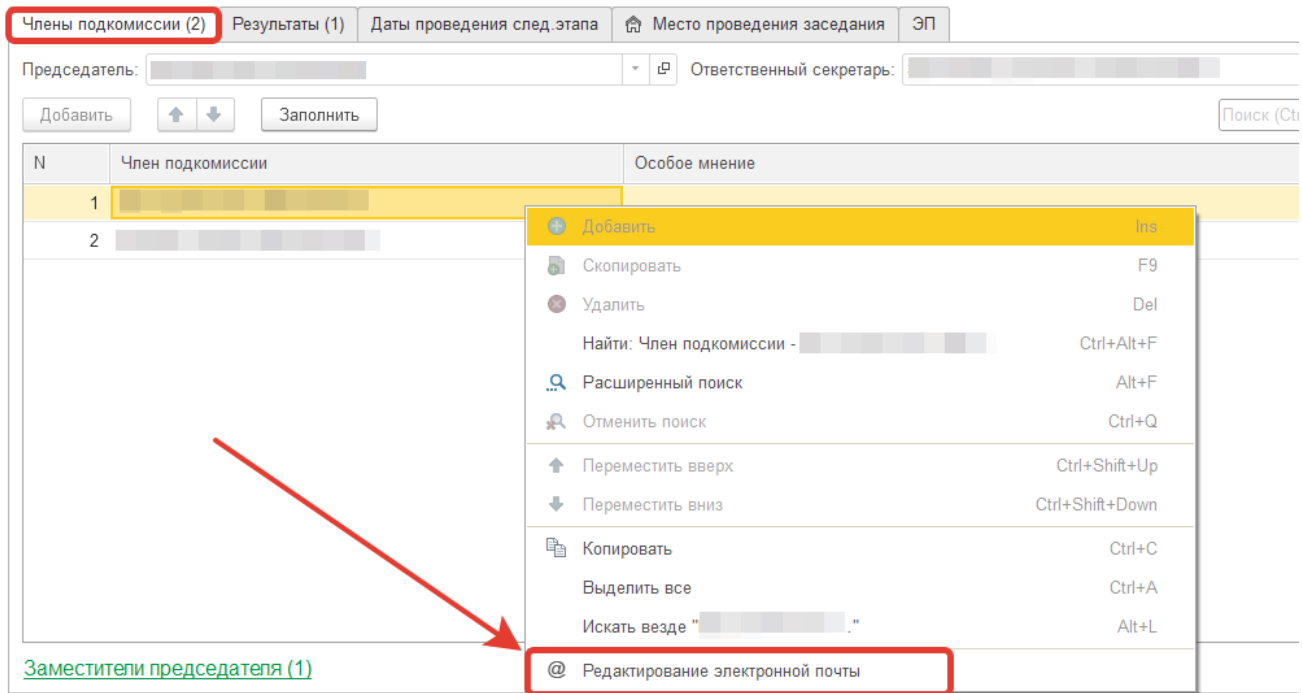 Члены подкомиссии (2) Результаты (1) Даты проведения след.этапа Место проведения заседания ЭП
Председатель: Ответственный секретарь:
Добавить Заполнить Поиск (Ctr
N Член подкомиссии Особое мнение
1
2
Добавить Ins
Скопировать F9
Удалить Del
Найти: Член подкомиссии - Ctrl+Alt+F
Расширенный поиск Alt+F
Отменить поиск Ctrl+Q
Переместить вверх Ctrl+Shift+Up
Переместить вниз Ctrl+Shift+Down
Копировать Ctrl+C
Выделить все Ctrl+A
Искать везде " ." Alt+L
Заместители председателя (1)
@ Редактирование электронной почты